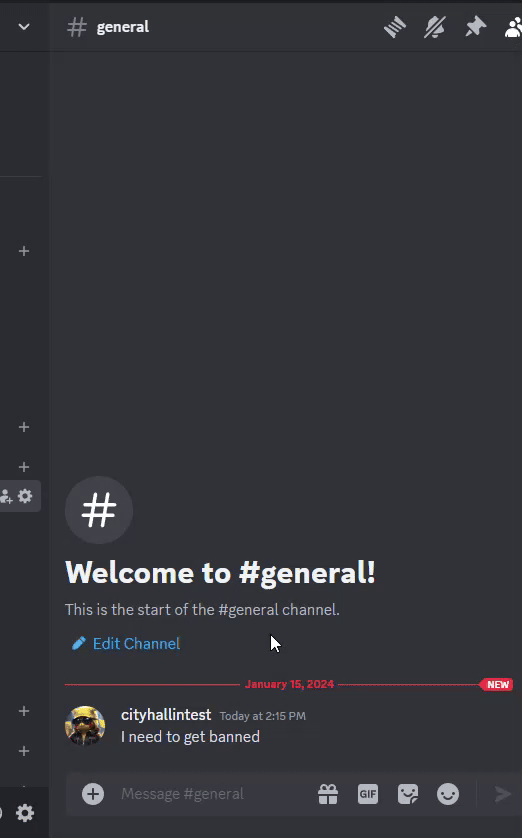 general
Welcome to #general!
This is the start of the #general channel.
Edit Channel
January 15, 2024
NEW
cityhallintest Today at 2:15 PM
I need to get banned
Message #general
GIF